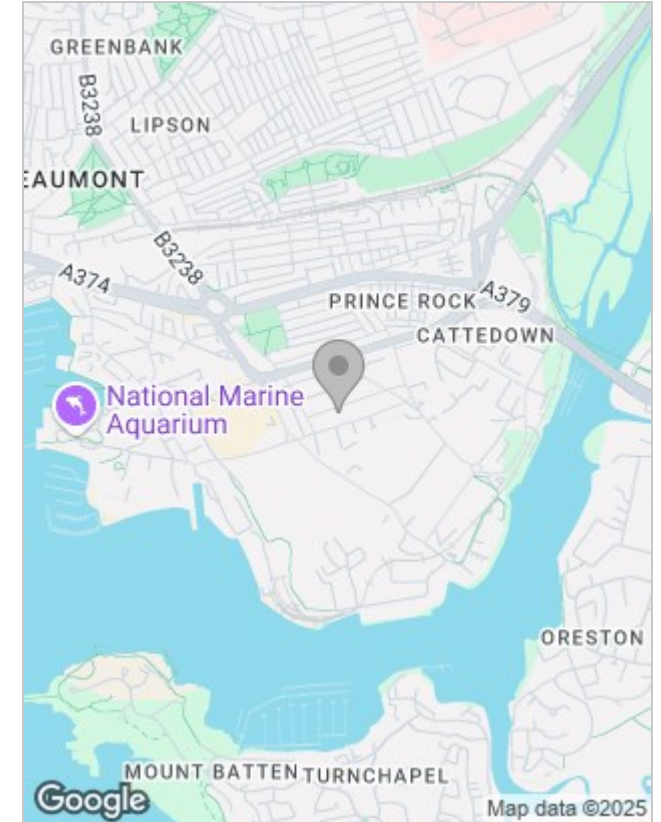 GREENBANK
B3238
LIPSON
EAUMONT
B3238
A374
PRINCE ROCK
A379
CATTEDOWN
National Marine
Aquarium
ORESTON
MOUNT BATTEN
TURNCHAPEL
Google
Map data ©2025